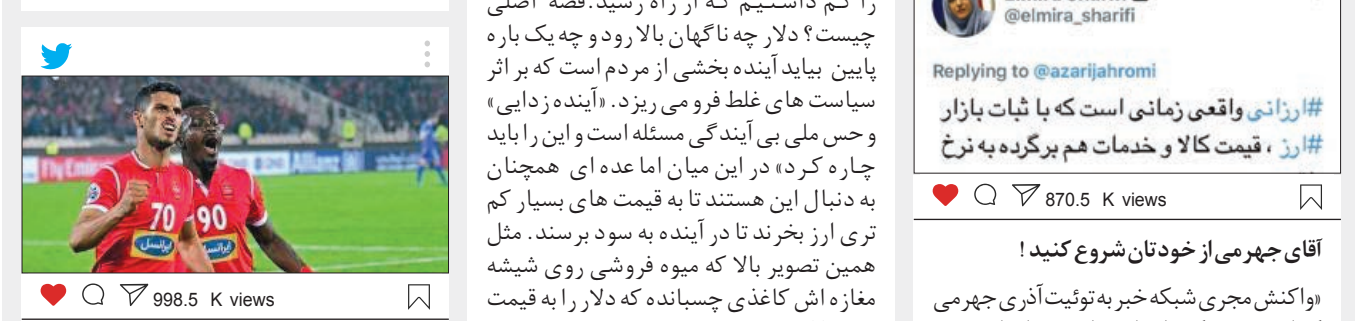 @elmira_sharifi
Replying to @azarijahromi
#ارزانی واقعی زمانی است که با ثبات بازار
#ارز ، قیمت کالا و خدمات هم برگرده به نرخ
870.5 K views
آقای جهرمی از خودتان شروع کنید !
«واکنش مجری شبکه خبر به توئیت آذری جهرمی
را کم داشتیم که از راه رسید. قصه اصلی
چیست؟ دلار چه ناگهان بالا رود و چه یک باره
پایین بیاید آینده بخشی از مردم است که بر اثر
سیاست های غلط فرو می ریزد. «آینده زدایی»
و حس ملی بی آیندگی مسئله است و این را باید
چاره کرد» در این میان اما عده ای همچنان
به دنبال این هستند تا به قیمت های بسیار کم
تری ارز بخرند تا در آینده به سود برسند. مثل
همین تصویر بالا که میوه فروشی روی شیشه
مغازه اش کاغذی چسبانده که دلار را به قیمت
Fly Emirates
Allianz
70
90
ایرانسل
ایرانسل
998.5 K views